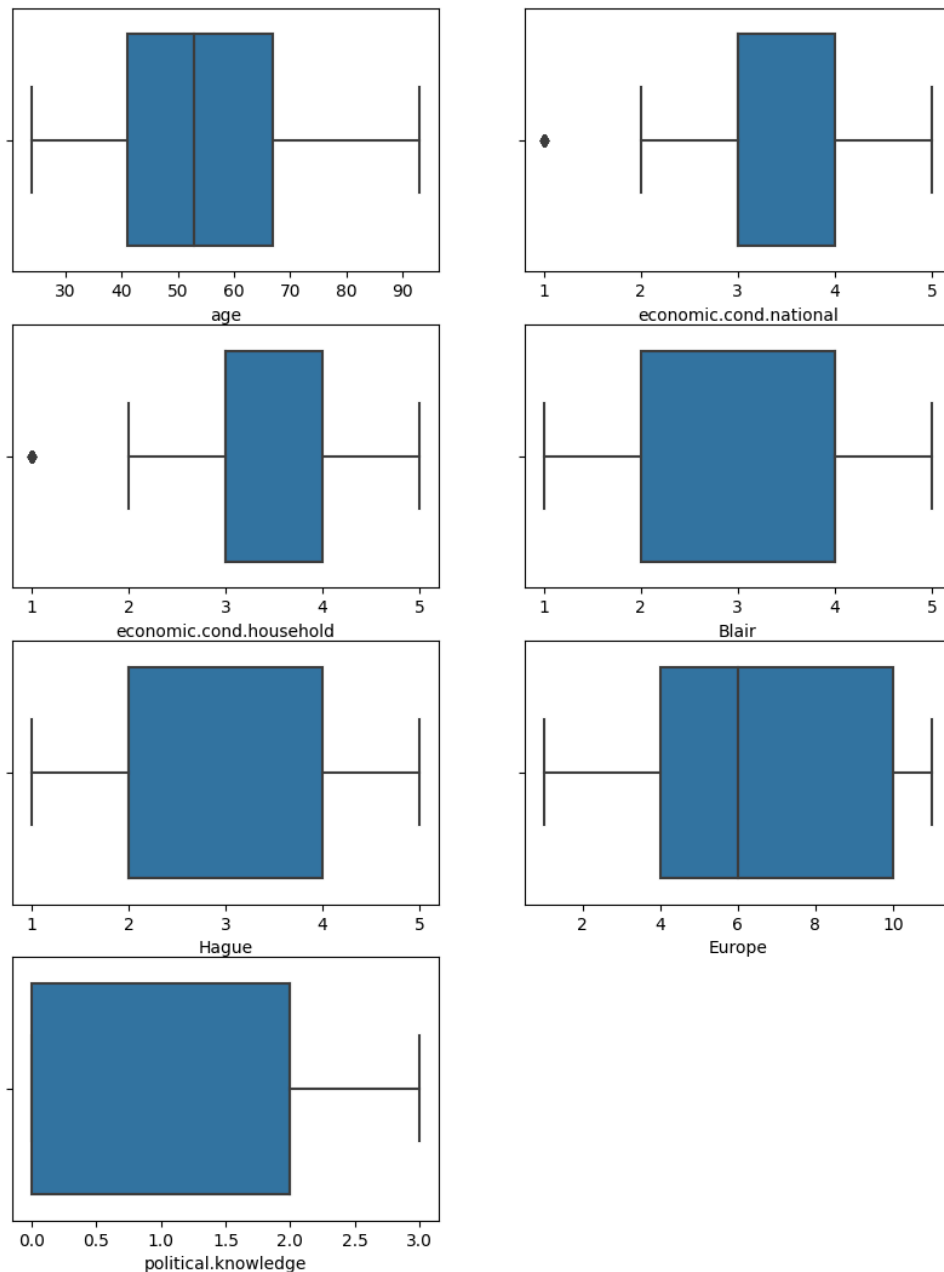 30 40 50 60 70 80 90
age
1 2 3 4 5
economic.cond.national
1 2 3 4 5
economic.cond.household
1 2 3 4 5
Blair
1 2 3 4 5
Hague
2 4 6 8 10
Europe
0.0 0.5 1.0 1.5 2.0 2.5 3.0
political.knowledge